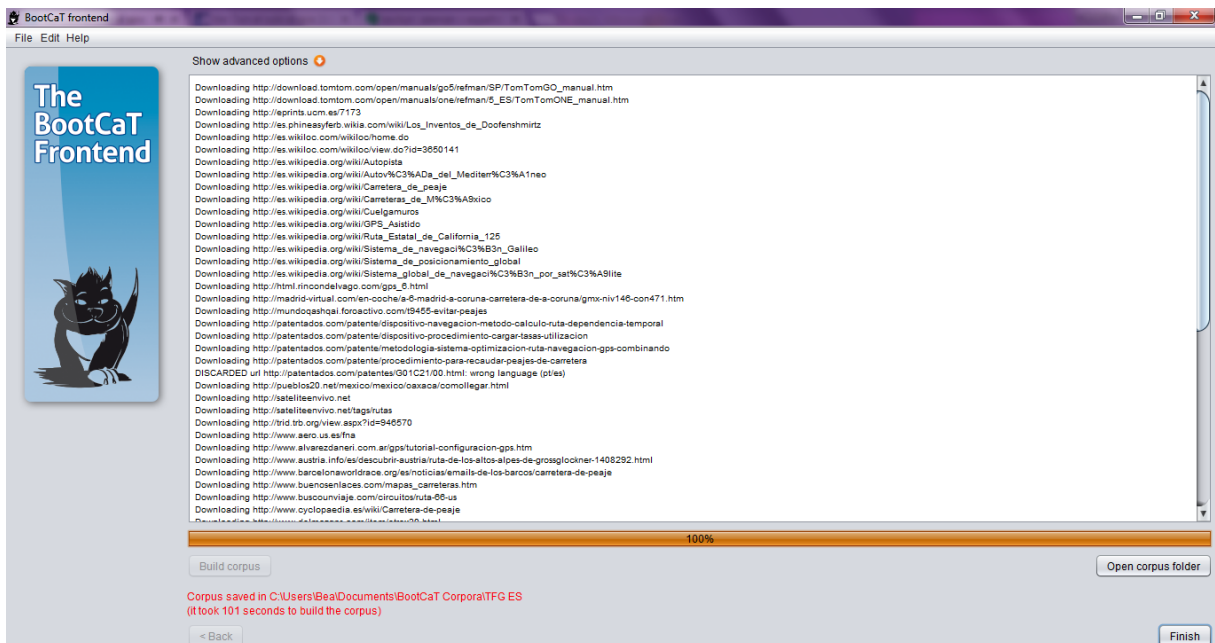 BootCaT frontend
File Edit Help
The
BootCaT
Frontend
Show advanced options
Downloading http://download.tomtom.com/open/manuals/go5/refman/SP/TomTomGO_manual.htm
Downloading http://download.tomtom.com/open/manuals/one/refman/5_ES/TomTomONE_manual.htm
Downloading http://eprints.ucm.es/7173
Downloading http://es.phineasyferb.wikia.com/wiki/Los_Inventos_de_Doofenshmirtz
Downloading http://es.wikiloc.com/wikiloc/home.do
Downloading http://es.wikiloc.com/wikiloc/view.do?id=3650141
Downloading http://es.wikipedia.org/wiki/Autopista
Downloading http://es.wikipedia.org/wiki/Autov%C3%ADa_del_Mediterr%C3%A1neo
Downloading http://es.wikipedia.org/wiki/Carretera_de_peaje
Downloading http://es.wikipedia.org/wiki/Carreteras_de_M%C3%A9xico
Downloading http://es.wikipedia.org/wiki/Cuelgamuros
Downloading http://es.wikipedia.org/wiki/GPS_Asistido
Downloading http://es.wikipedia.org/wiki/Ruta_Estatal_de_California_125
Downloading http://es.wikipedia.org/wiki/Sistema_de_navegaci%C3%B3n_Galileo
Downloading http://es.wikipedia.org/wiki/Sistema_de_posicionamiento_global
Downloading http://es.wikipedia.org/wiki/Sistema_global_de_navegaci%C3%B3n_por_sat%C3%A9lite
Downloading http://html.rincondelvago.com/gps_6.html
Downloading http://madrid-virtual.com/en-coche/a-6-madrid-a-coruna-carretera-de-a-coruna/gmx-niv146-con471.htm
Downloading http://mundoqashqai.foroactivo.com/t9455-evitar-peajes
Downloading http://patentados.com/patente/dispositivo-navegacion-metodo-calculo-ruta-dependencia-temporal
Downloading http://patentados.com/patente/dispositivo-procedimiento-cargar-tasas-utilizacion
Downloading http://patentados.com/patente/metodologia-sistema-optimizacion-ruta-navegacion-gps-combinando
Downloading http://patentados.com/patente/procedimiento-para-recaudar-peajes-de-carretera
DISCARDED url http://patentados.com/patentes/G01C21/00.html: wrong language (pt/es)
Downloading http://pueblos20.net/mexico/mexico/oaxaca/comollegar.html
Downloading http://sateliteenvivo.net
Downloading http://sateliteenvivo.net/tags/rutas
Downloading http://trid.trb.org/view.aspx?id=946570
Downloading http://www.aero.us.es/fna
Downloading http://www.alvarezdaneri.com.ar/gps/tutorial-configuracion-gps.htm
Downloading http://www.austria.info/es/descubrir-austria/ruta-de-los-altos-alpes-de-grossglockner-1408292.html
Downloading http://www.barcelonaworldrace.org/es/noticias/emails-de-los-barcos/carretera-de-peaje
Downloading http://www.buenosenlaces.com/mapas_carreteras.htm
Downloading http://www.buscounviaje.com/circuitos/ruta-66-us
Downloading http://www.cyclopaedia.es/wiki/Carretera-de-peaje
100%
Build corpus
Open corpus folder
Corpus saved in C:\Users\Bea\Documents\BootCaT Corpora\TFG ES
(it took 101 seconds to build the corpus)
< Back
Finish